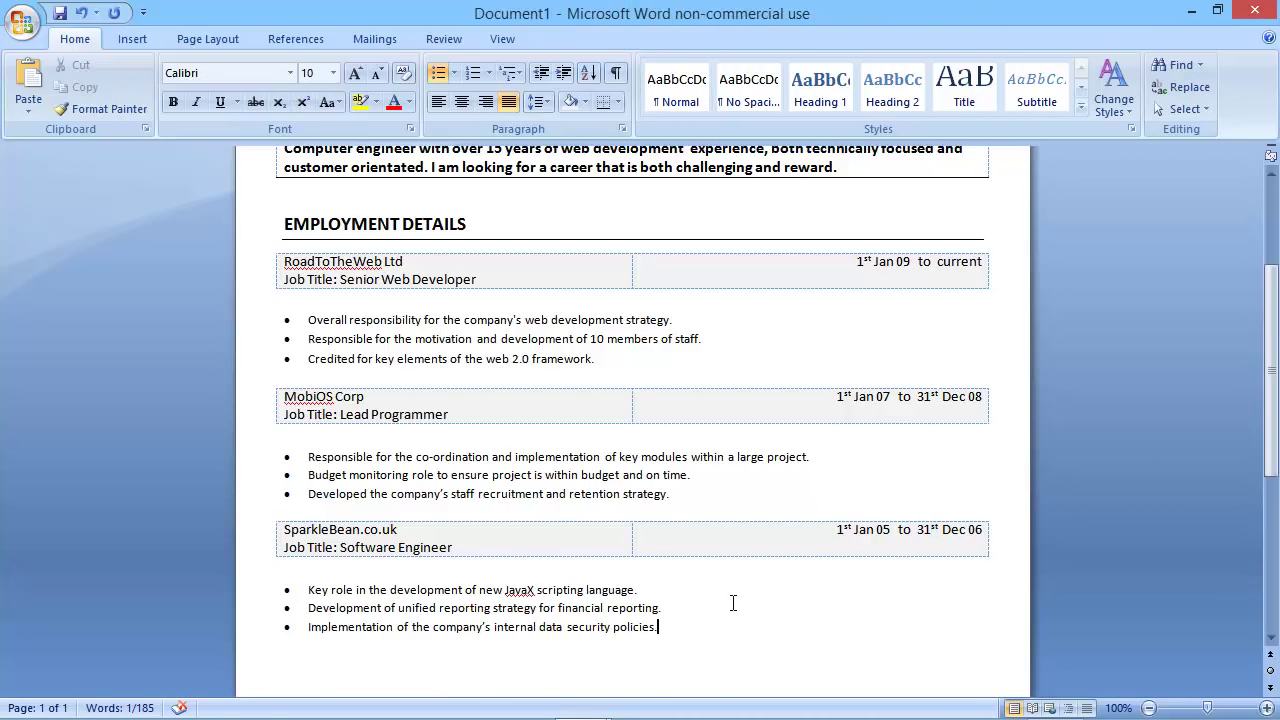 Document1 - Microsoft Word non-commercial use
Home Insert Page Layout References Mailings Review View
Paste
Cut
Copy
Format Painter
Clipboard
Calibri 10
Font
Paragraph
AaBbCcDc AaBbCcDc AaBbC AaBbCc AaB AaBbCc.
¶ Normal ¶ No Spaci... Heading 1 Heading 2 Title Subtitle
Change
Styles
Styles
Find
Replace
Select
Editing
Computer engineer with over 15 years of web development experience, both technically focused and
customer orientated. I am looking for a career that is both challenging and reward.
EMPLOYMENT DETAILS
RoadToTheWeb Ltd 1st Jan 09 to current
Job Title: Senior Web Developer
• Overall responsibility for the company's web development strategy.
• Responsible for the motivation and development of 10 members of staff.
• Credited for key elements of the web 2.0 framework.
MobiOS Corp 1st Jan 07 to 31st Dec 08
Job Title: Lead Programmer
• Responsible for the co-ordination and implementation of key modules within a large project.
• Budget monitoring role to ensure project is within budget and on time.
• Developed the company's staff recruitment and retention strategy.
SparkleBean.co.uk 1st Jan 05 to 31st Dec 06
Job Title: Software Engineer
• Key role in the development of new JavaX scripting language.
• Development of unified reporting strategy for financial reporting.
• Implementation of the company's internal data security policies.
Page: 1 of 1 Words: 1/185 100%